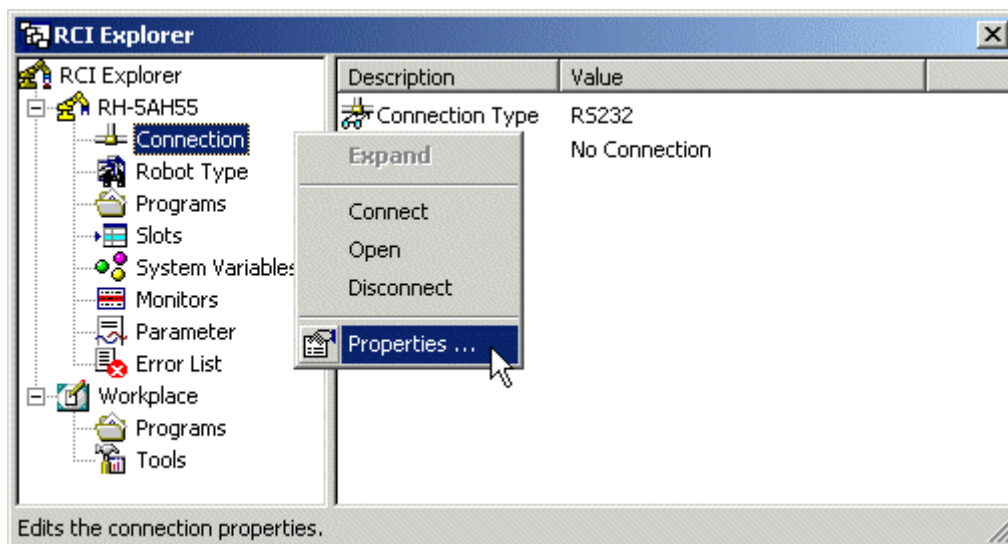 RCI Explorer
RCI Explorer
RH-5AH55
Connection
Robot Type
Programs
Slots
System Variables
Monitors
Parameter
Error List
Workplace
Programs
Tools
Description Value
Connection Type RS232
No Connection
Expand
Connect
Open
Disconnect
Properties ...
Edits the connection properties.